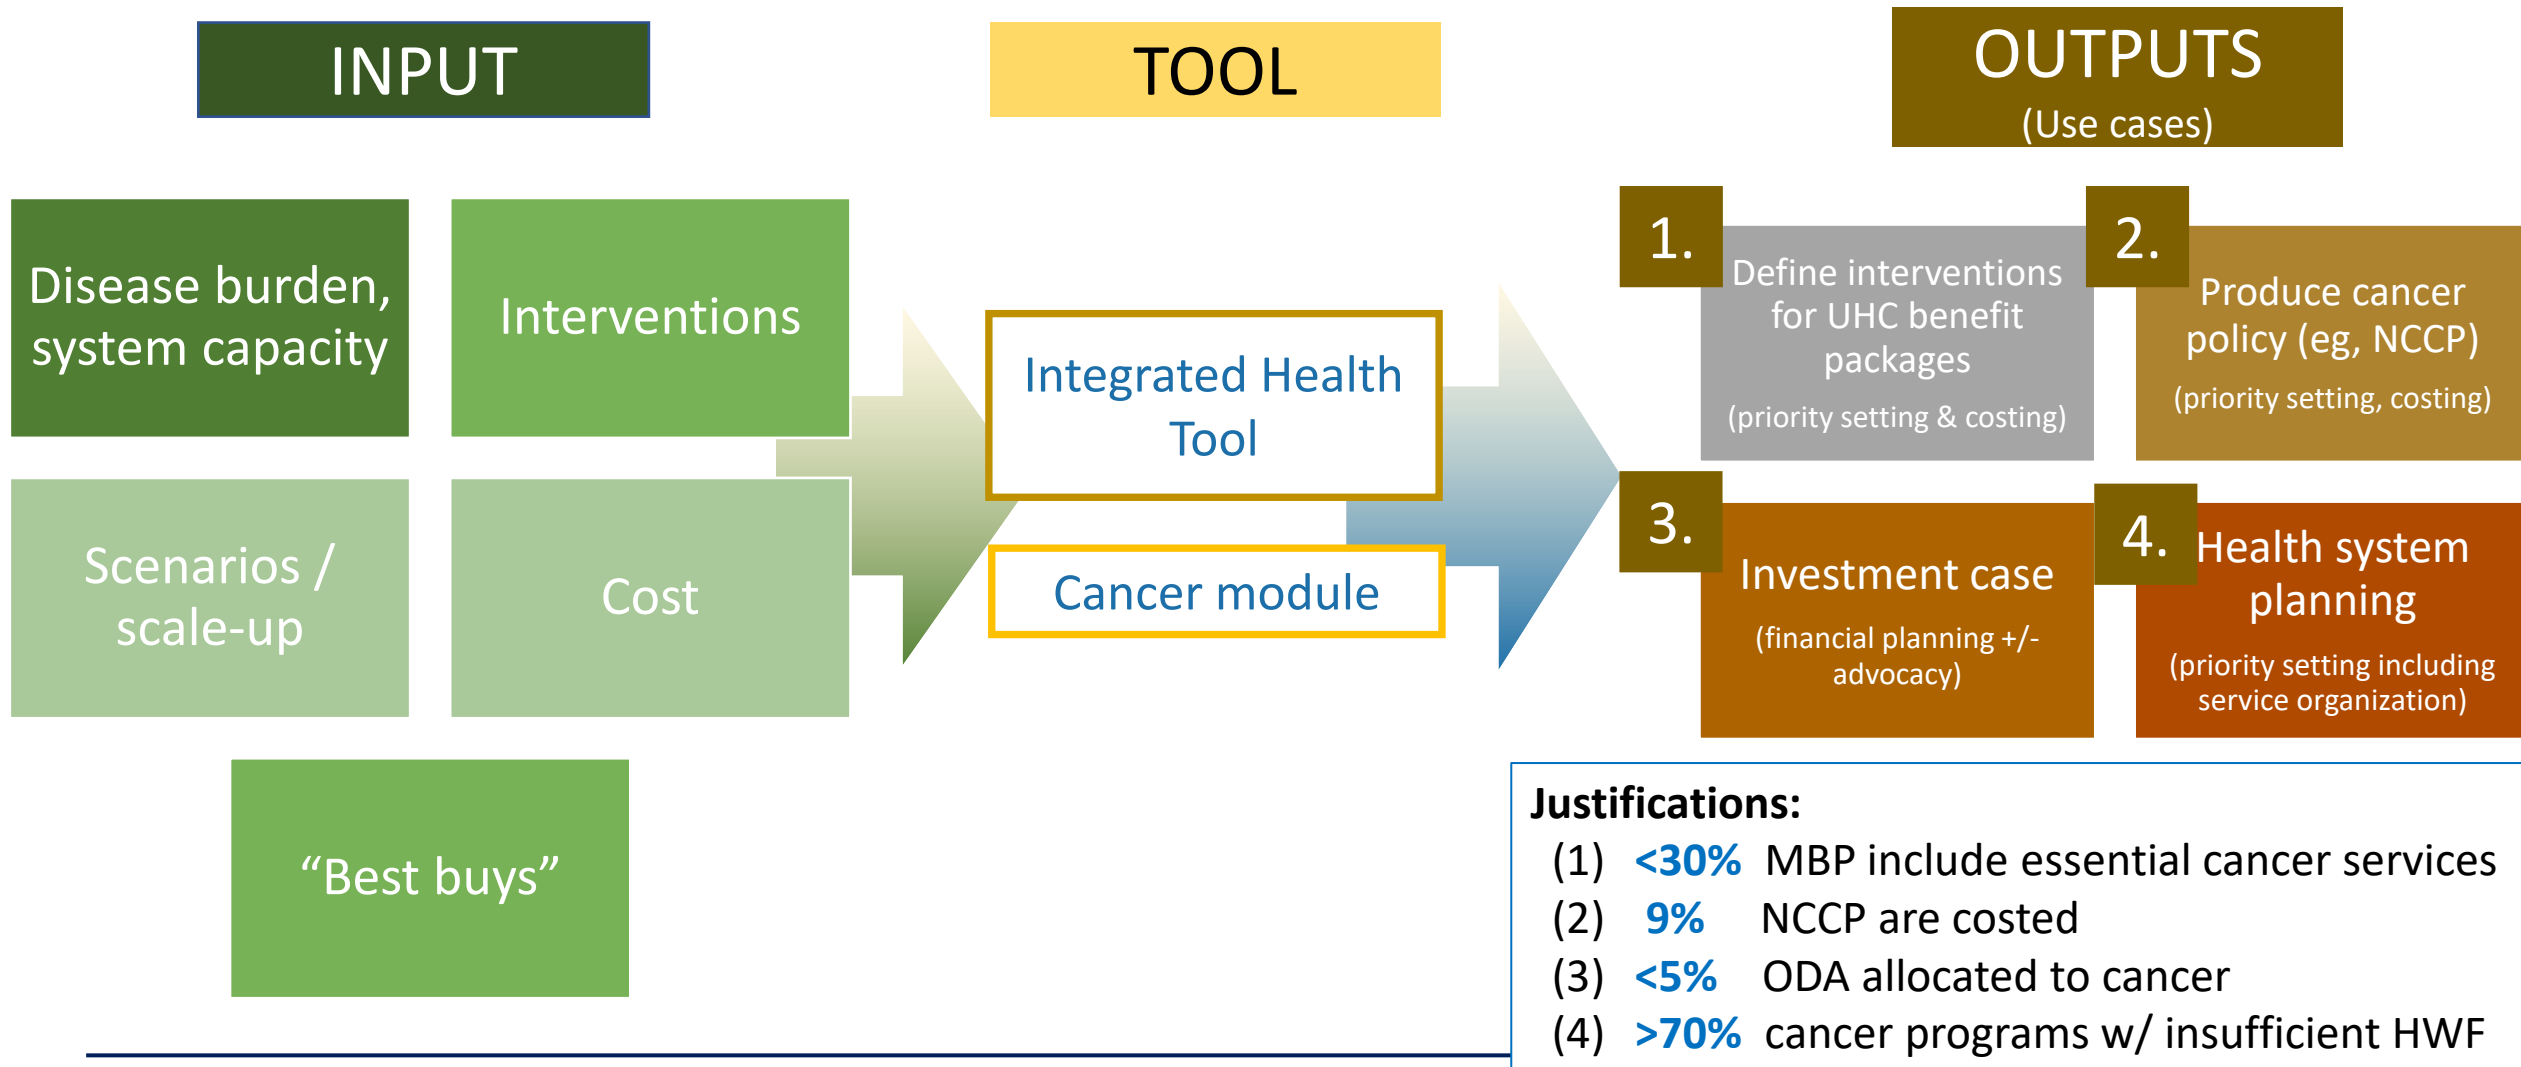 INPUT
TOOL
OUTPUTS
(Use cases)
Disease burden,
system capacity
Interventions
Scenarios /
scale-up
Cost
“Best buys”
Integrated Health
Tool
Cancer module
1.
Define interventions
for UHC benefit
packages
(priority setting & costing)
2.
Produce cancer
policy (eg, NCCP)
(priority setting, costing)
3.
Investment case
(financial planning +/-
advocacy)
4.
Health system
planning
(priority setting including
service organization)
Justifications:
(1) <30% MBP include essential cancer services
(2) 9% NCCP are costed
(3) <5% ODA allocated to cancer
(4) >70% cancer programs w/ insufficient HWF